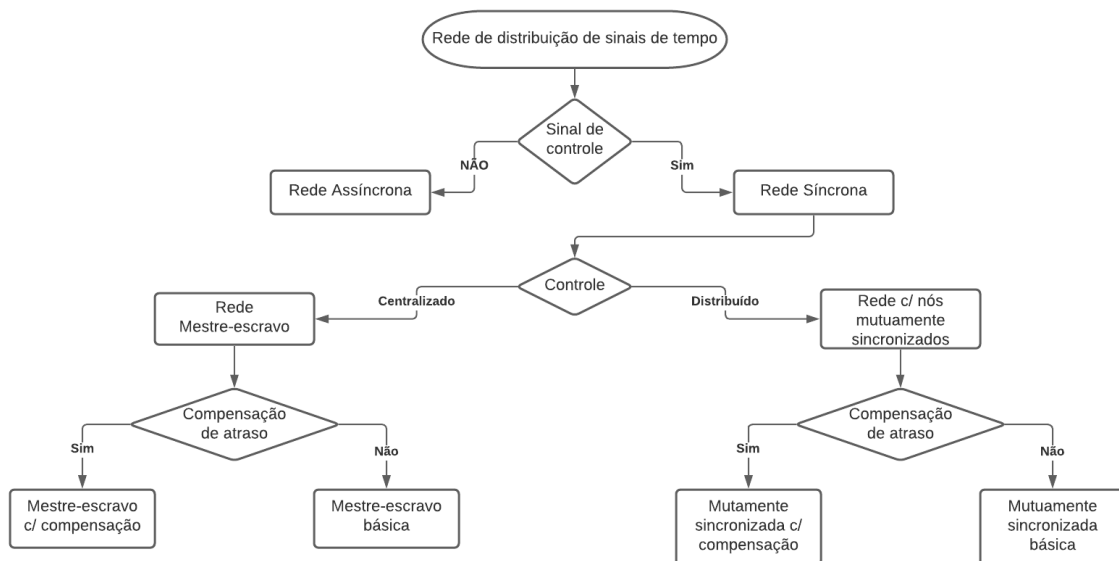 Rede de distribuição de sinais de tempo
Sinal de
controle
NÃO
Sim
Rede Assíncrona
Rede Síncrona
Controle
Centralizado
Distribuído
Rede
Mestre-escravo
Rede c/ nós
mutuamente
sincronizados
Compensação
de atraso
Compensação
de atraso
Sim
Não
Sim
Não
Mestre-escravo
c/ compensação
Mestre-escravo
básica
Mutamente
sincronizada c/
compensação
Mutuamente
sincronizada
básica